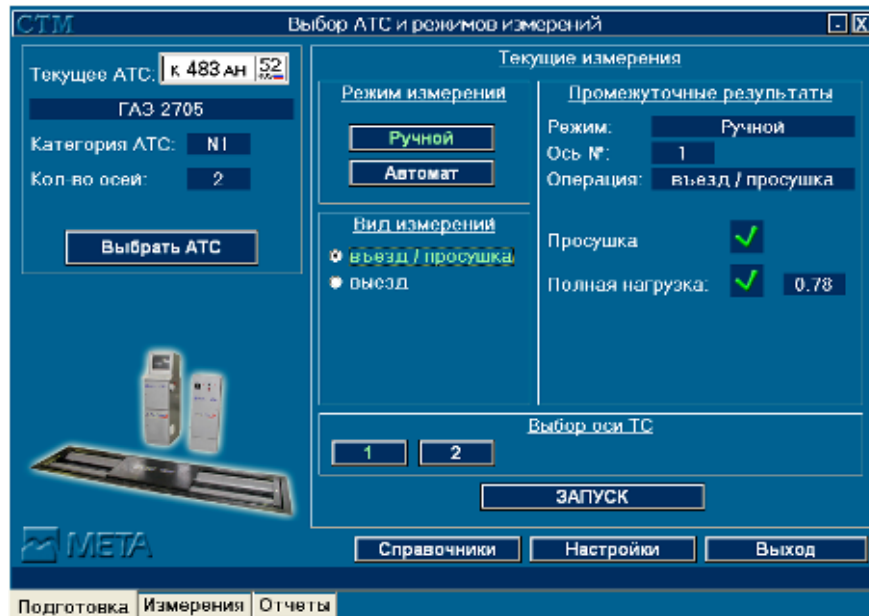 СТМ
Выбор АТС и режимов измерений
Текущее АТС: к 483 ан 52
ГАЗ 2705
Категория АТС: N1
Кол-во осей: 2
Выбрать АТС
Текущие измерения
Режим измерений
Ручной
Автомат
Вид измерений
въезд / просушка
выезд
Промежуточные результаты
Режим: Ручной
Ось №: 1
Операция: въезд / просушка
Просушка
Полная нагрузка: 0.78
Выбор оси ТС
1 2
ЗАПУСК
МЕТА
Справочники Настройки Выход
Подготовка Измерения Отчеты